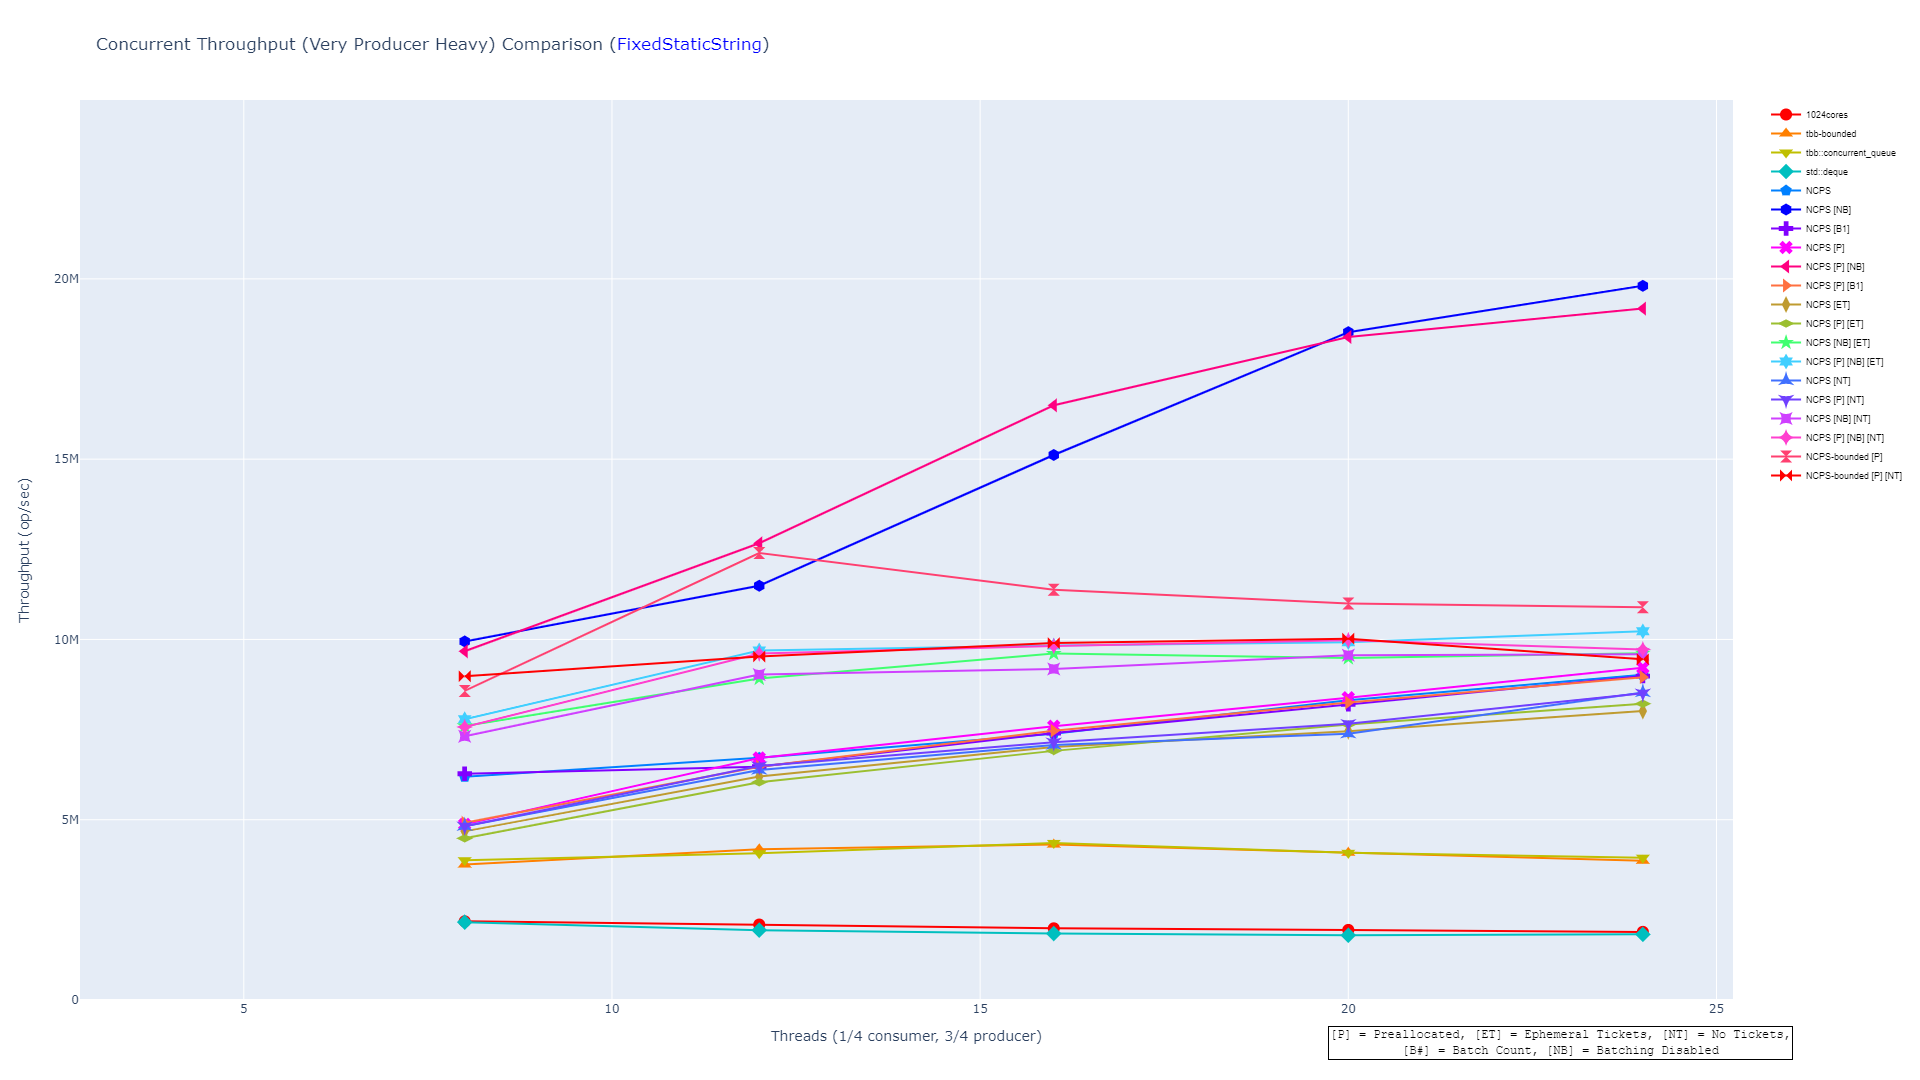 Concurrent Throughput (Very Producer Heavy) Comparison (FixedStaticString)
1024cores
tbb-bounded
tbb::concurrent_queue
std::deque
NCPS
NCPS [NB]
NCPS [B1]
NCPS [P]
NCPS [P] [NB]
NCPS [P] [B1]
NCPS [ET]
NCPS [P] [ET]
NCPS [NB] [ET]
NCPS [P] [NB] [ET]
NCPS [NT]
NCPS [P] [NT]
NCPS [NB] [NT]
NCPS [P] [NB] [NT]
NCPS-bounded [P]
NCPS-bounded [P] [NT]
20M
15M
10M
5M
0
Throughput (op/sec)
5
10
15
20
25
Threads (1/4 consumer, 3/4 producer)
[P] = Preallocated, [ET] = Ephemeral Tickets, [NT] = No Tickets,
[B#] = Batch Count, [NB] = Batching Disabled